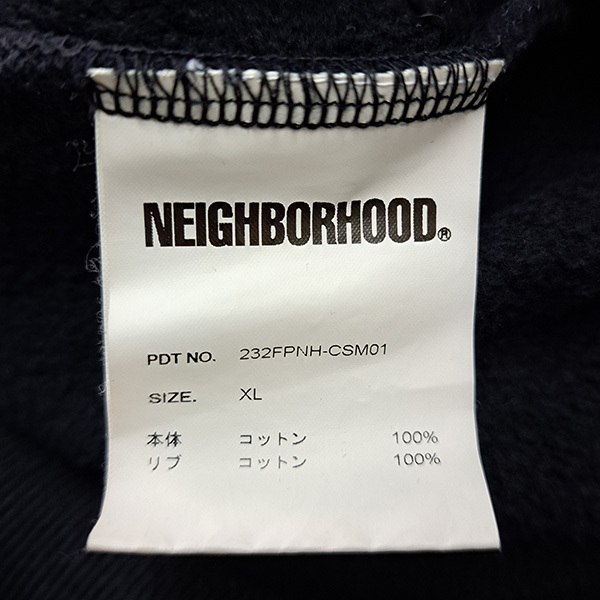 NEIGHBORHOOD®
PDT NO. 232FPNH-CSM01
SIZE. XL
本体 コットン 100%
リブ コットン 100%